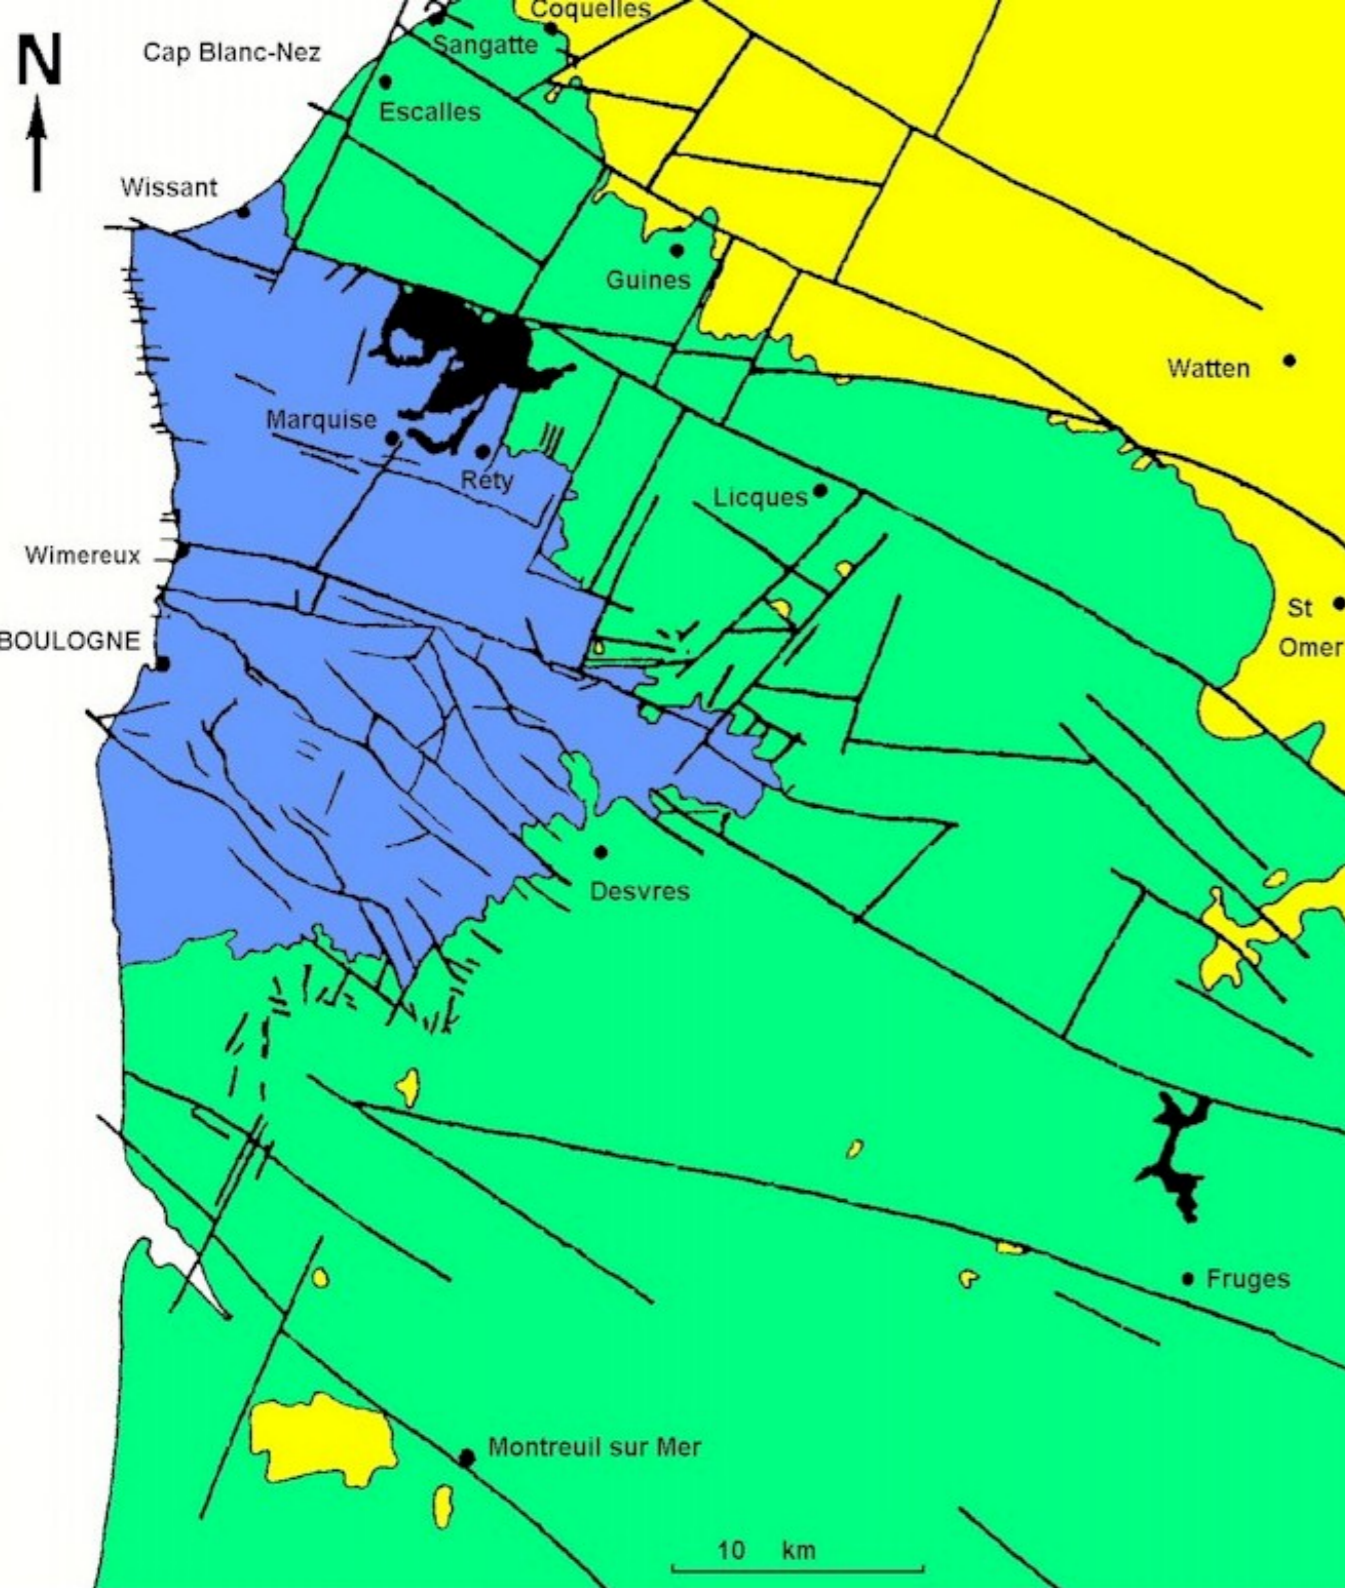 Coquelles
N
Cap Blanc-Nez
Sangatte
Escalles
Wissant
Guines
Watten
Marquise
Rety
Licques
Wimereux
St
Omer
BOULOGNE
Desvres
Fruges
Montreuil sur Mer
10 km